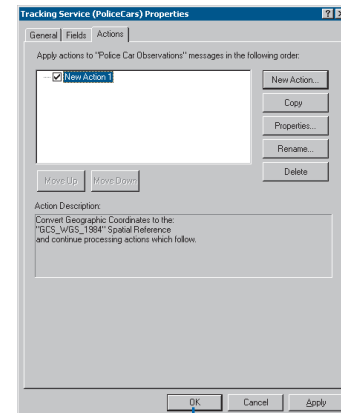 Tracking Service (PoliceCars) Properties
General Fields Actions
Apply actions to "Police Car Observations" messages in the following order:
New Action 1
New Action...
Copy
Properties...
Rename...
Delete
Move Up Move Down
Action Description:
Convert Geographic Coordinates to the:
"GCS_WGS_1984" Spatial Reference
and continue processing actions which follow.
OK Cancel Apply